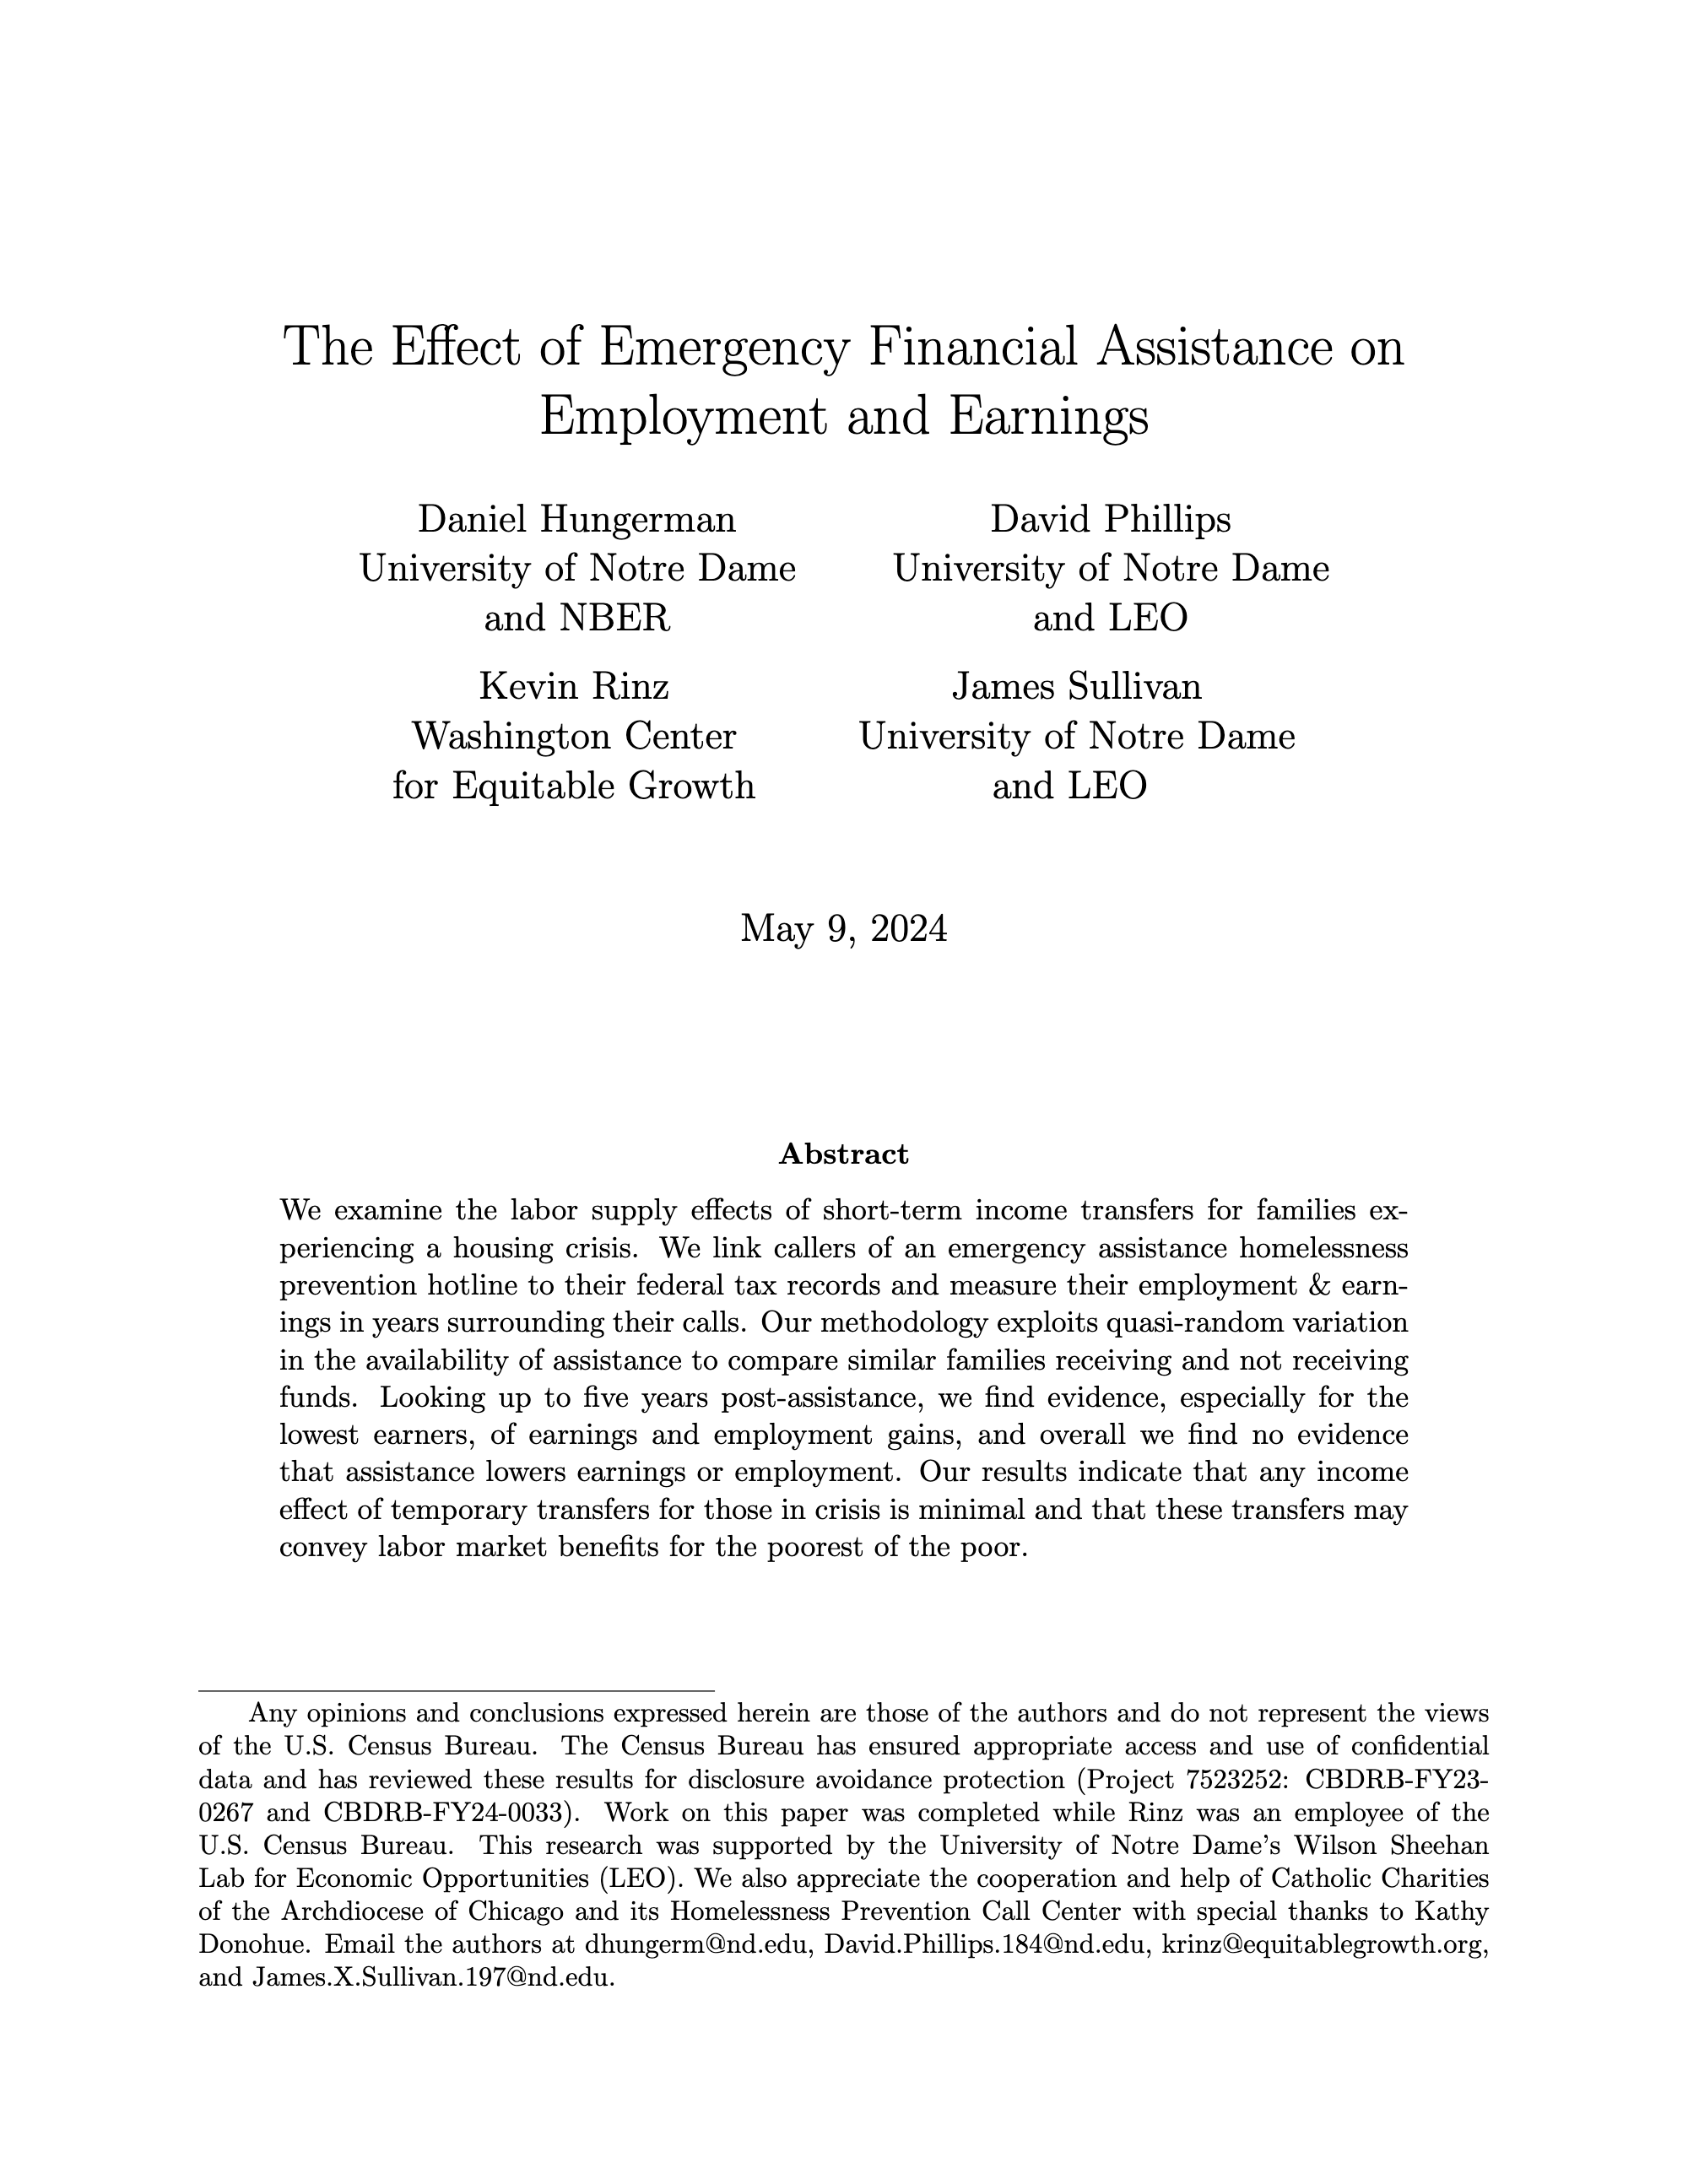 The Effect of Emergency Financial Assistance on
Employment and Earnings
Daniel Hungerman
University of Notre Dame
and NBER
David Phillips
University of Notre Dame
and LEO
Kevin Rinz
Washington Center
for Equitable Growth
James Sullivan
University of Notre Dame
and LEO
May 9, 2024
Abstract
We examine the labor supply effects of short-term income transfers for families ex-
periencing a housing crisis. We link callers of an emergency assistance homelessness
prevention hotline to their federal tax records and measure their employment & earn-
ings in years surrounding their calls. Our methodology exploits quasi-random variation
in the availability of assistance to compare similar families receiving and not receiving
funds. Looking up to five years post-assistance, we find evidence, especially for the
lowest earners, of earnings and employment gains, and overall we find no evidence
that assistance lowers earnings or employment. Our results indicate that any income
effect of temporary transfers for those in crisis is minimal and that these transfers may
convey labor market benefits for the poorest of the poor.
Any opinions and conclusions expressed herein are those of the authors and do not represent the views
of the U.S. Census Bureau. The Census Bureau has ensured appropriate access and use of confidential
data and has reviewed these results for disclosure avoidance protection (Project 7523252: CBDRB-FY23-
0267 and CBDRB-FY24-0033). Work on this paper was completed while Rinz was an employee of the
U.S. Census Bureau. This research was supported by the University of Notre Dame's Wilson Sheehan
Lab for Economic Opportunities (LEO). We also appreciate the cooperation and help of Catholic Charities
of the Archdiocese of Chicago and its Homelessness Prevention Call Center with special thanks to Kathy
Donohue. Email the authors at dhungerm@nd.edu, David.Phillips.184@nd.edu, krinz@equitablegrowth.org,
and James.X.Sullivan.197@nd.edu.